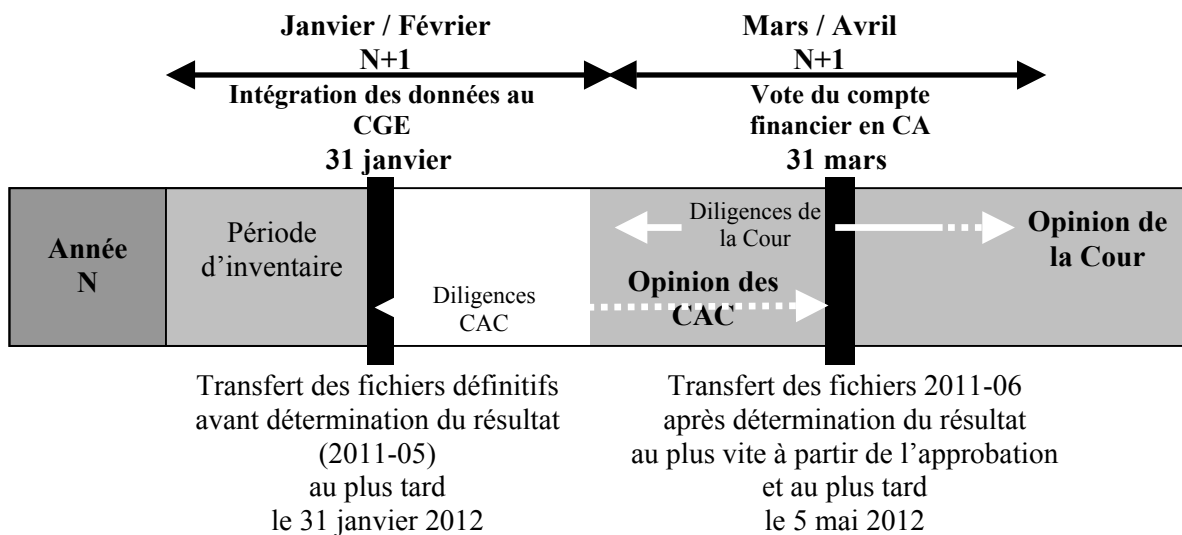 Janvier / Février
N+1
Intégration des données au
CGE
31 janvier
Mars / Avril
N+1
Vote du compte
financier en CA
31 mars
Année
N
Période
d’inventaire
Diligences
CAC
Diligences de
la Cour
Opinion des
CAC
Opinion de
la Cour
Transfert des fichiers définitifs
avant détermination du résultat
(2011-05)
au plus tard
le 31 janvier 2012
Transfert des fichiers 2011-06
après détermination du résultat
au plus vite à partir de l’approbation
et au plus tard
le 5 mai 2012